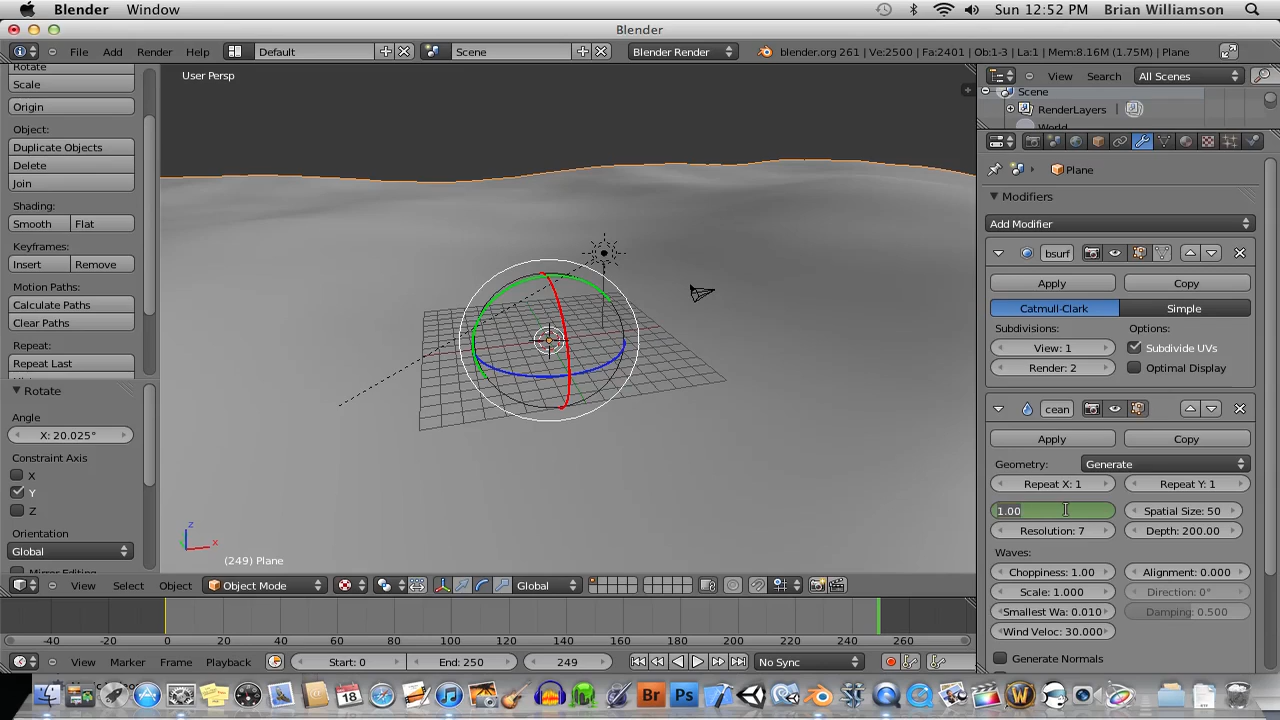 Blender Window Sun 12:52 PM Brian Williamson
Blender
File Add Render Help Default Scene Blender Render blender.org 261 | Ve:2500 | Fa:2401 | Ob:1-3 | La:1 | Mem:8.16M (1.75M) | Plane
Rotate
Scale
Origin
Object:
Duplicate Objects
Delete
Join
Shading:
Smooth Flat
Keyframes:
Insert Remove
Motion Paths:
Calculate Paths
Clear Paths
Repeat:
Repeat Last
Rotate
Angle
X: 20.025°
Constraint Axis
X
Y
Z
Orientation
Global
User Persp
z
x
(249) Plane
View Select Object Object Mode Global
-40 -20 0 20 40 60 80 100 120 140 160 180 200 220 240 260
View Marker Frame Playback Start: 0 End: 250 249 No Sync
View Search All Scenes
Scene
RenderLayers |
World
Plane
Modifiers
Add Modifier
bsurf
Apply Copy
Catmull-Clark Simple
Subdivisions: Options:
View: 1 Subdivide UVs
Render: 2 Optimal Display
cean
Apply Copy
Geometry: Generate
Repeat X: 1 Repeat Y: 1
1.00 Spatial Size: 50
Resolution: 7 Depth: 200.00
Waves:
Choppiness: 1.00 Alignment: 0.000
Scale: 1.000 Direction: 0°
Smallest Wa: 0.010 Damping: 0.500
Wind Veloc: 30.000
Generate Normals
18
Br Ps
W